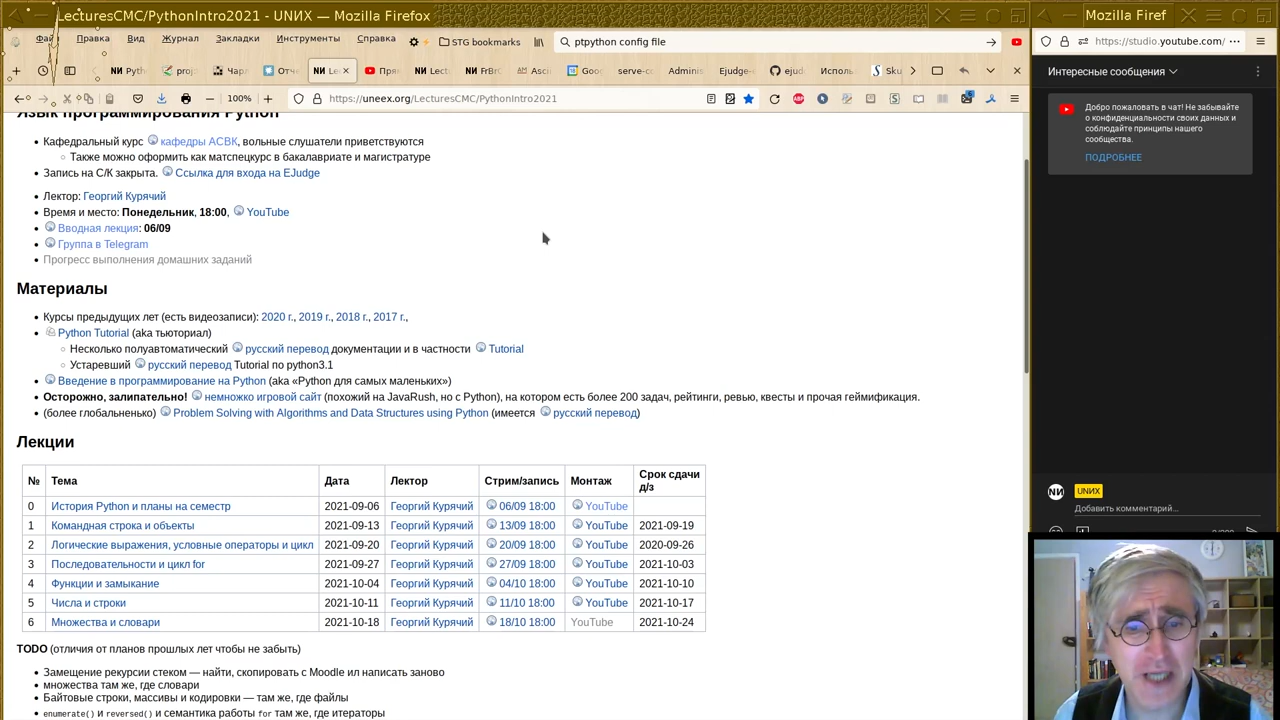 LecturesCMC/PythonIntro2021 - UNИX — Mozilla Firefox
Mozilla Firef
Файл Правка Вид Журнал Закладки Инструменты Справка
STG bookmarks
ptpython config file
https://studio.youtube.com/
100%
https://uneex.org/LecturesCMC/PythonIntro2021
Интересные сообщения
Добро пожаловать в чат! Не забывайте о конфиденциальности своих данных и соблюдайте принципы нашего сообщества.
ПОДРОБНЕЕ
Язык программирования Python
Кафедральный курс кафедры АСВК, вольные слушатели приветствуются
Также можно оформить как матспецкурс в бакалавриате и магистратуре
Запись на С/К закрыта. Ссылка для входа на EJudge
Лектор: Георгий Курячий
Время и место: Понедельник, 18:00, YouTube
Вводная лекция: 06/09
Группа в Telegram
Прогресс выполнения домашних заданий
Материалы
Курсы предыдущих лет (есть видеозаписи): 2020 г., 2019 г., 2018 г., 2017 г.,
Python Tutorial (aka тьюториал)
Несколько полуавтоматический русский перевод документации и в частности Tutorial
Устаревший русский перевод Tutorial по python3.1
Введение в программирование на Python (aka «Python для самых маленьких»)
Осторожно, залипательно! немножко игровой сайт (похожий на JavaRush, но с Python), на котором есть более 200 задач, рейтинги, ревью, квесты и прочая геймификация.
(более глобальненько) Problem Solving with Algorithms and Data Structures using Python (имеется русский перевод)
Лекции
№ Тема Дата Лектор Стрим/запись Монтаж Срок сдачи д/з
0 История Python и планы на семестр 2021-09-06 Георгий Курячий 06/09 18:00 YouTube
1 Командная строка и объекты 2021-09-13 Георгий Курячий 13/09 18:00 YouTube 2021-09-19
2 Логические выражения, условные операторы и цикл 2021-09-20 Георгий Курячий 20/09 18:00 YouTube 2020-09-26
3 Последовательности и цикл for 2021-09-27 Георгий Курячий 27/09 18:00 YouTube 2021-10-03
4 Функции и замыкание 2021-10-04 Георгий Курячий 04/10 18:00 YouTube 2021-10-10
5 Числа и строки 2021-10-11 Георгий Курячий 11/10 18:00 YouTube 2021-10-17
6 Множества и словари 2021-10-18 Георгий Курячий 18/10 18:00 YouTube 2021-10-24
NИ UNИX
Добавить комментарий...
TODO (отличия от планов прошлых лет чтобы не забыть)
Замещение рекурсии стеком — найти, скопировать с Moodle ил написать заново
множества там же, где словари
Байтовые строки, массивы и кодировки — там же, где файлы
enumerate() и reversed() и семантика работы for там же, где итераторы